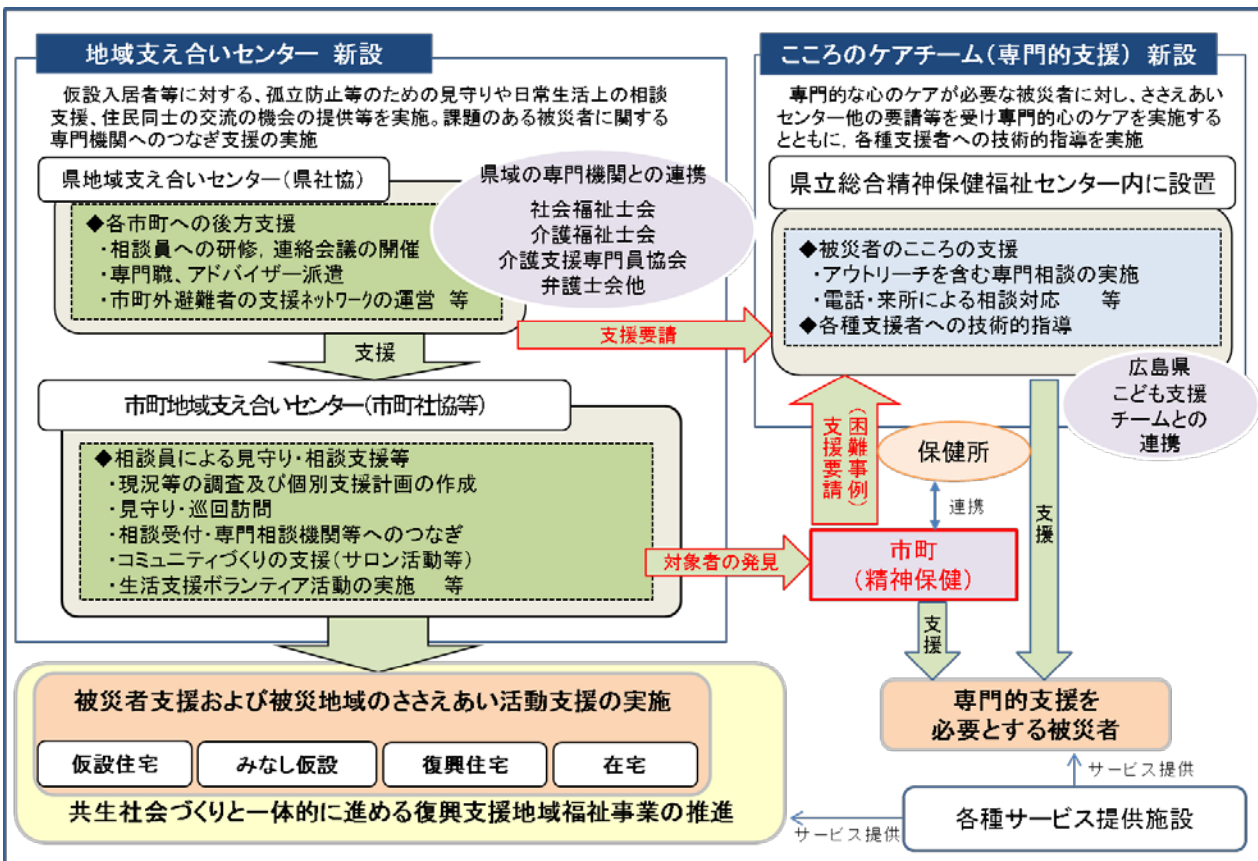 地域支え合いセンター 新設
仮設入居者等に対する、孤立防止等のための見守りや日常生活上の相談
支援、住民同士の交流の機会の提供等を実施。課題のある被災者に関する
専門機関へのつなぎ支援の実施
県地域支え合いセンター(県社協)
◆各市町への後方支援
・相談員への研修,連絡会議の開催
・専門職、アドバイザー派遣
・市町外避難者の支援ネットワークの運営 等
県域の専門機関との連携
社会福祉士会
介護福祉士会
介護支援専門員協会
弁護士会他
支援
支援要請
市町地域支え合いセンター(市町社協等)
◆相談員による見守り・相談支援等
・現況等の調査及び個別支援計画の作成
・見守り・巡回訪問
・相談受付・専門相談機関等へのつなぎ
・コミュニティづくりの支援(サロン活動等)
・生活支援ボランティア活動の実施 等
対象者の発見
被災者支援および被災地域のささえあい活動支援の実施
仮設住宅
みなし仮設
復興住宅
在宅
共生社会づくりと一体的に進める復興支援地域福祉事業の推進
こころのケアチーム(専門的支援) 新設
専門的な心のケアが必要な被災者に対し、ささえあい
センター他の要請等を受け専門的心のケアを実施する
とともに,各種支援者への技術的指導を実施
県立総合精神保健福祉センター内に設置
◆被災者のこころの支援
・アウトリーチを含む専門相談の実施
・電話・来所による相談対応 等
◆各種支援者への技術的指導
広島県
こども支援
チームとの
連携
(困難事例)
支援要請
保健所
連携
市町
(精神保健)
支援
支援
専門的支援を
必要とする被災者
サービス提供
各種サービス提供施設
サービス提供